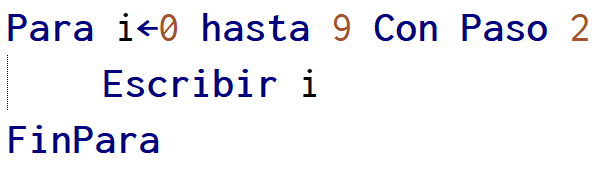 Para i←0 hasta 9 Con Paso 2
Escribir i
FinPara